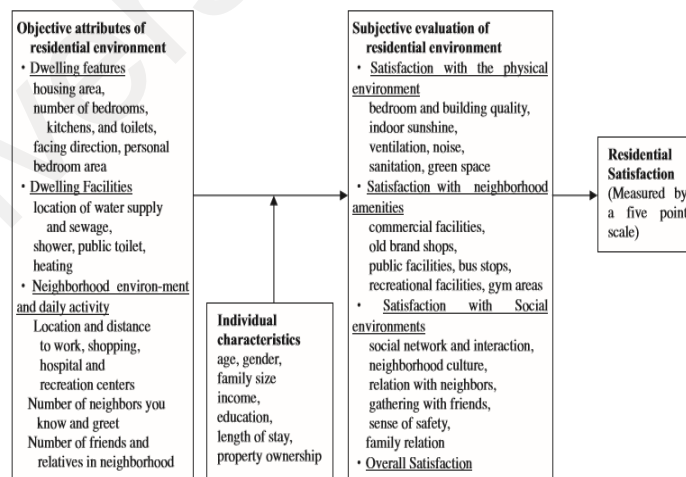 Objective attributes of
residential environment
· Dwelling features
housing area,
number of bedrooms,
kitchens, and toilets,
facing direction, personal
bedroom area
· Dwelling Facilities
location of water supply
and sewage,
shower, public toilet,
heating
· Neighborhood environ-ment
and daily activity
Location and distance
to work, shopping,
hospital and
recreation centers
Number of neighbors you
know and greet
Number of friends and
relatives in neighborhood
Individual
characteristics
age, gender,
family size
income,
education,
length of stay,
property ownership
Subjective evaluation of
residential environment
· Satisfaction with the physical
environment
bedroom and building quality,
indoor sunshine,
ventilation, noise,
sanitation, green space
· Satisfaction with neighborhood
amenities
commercial facilities,
old brand shops,
public facilities, bus stops,
recreational facilities, gym areas
· Satisfaction with Social
environments
social network and interaction,
neighborhood culture,
relation with neighbors,
gathering with friends,
sense of safety,
family relation
· Overall Satisfaction
Residential
Satisfaction
(Measured by
a five point
scale)